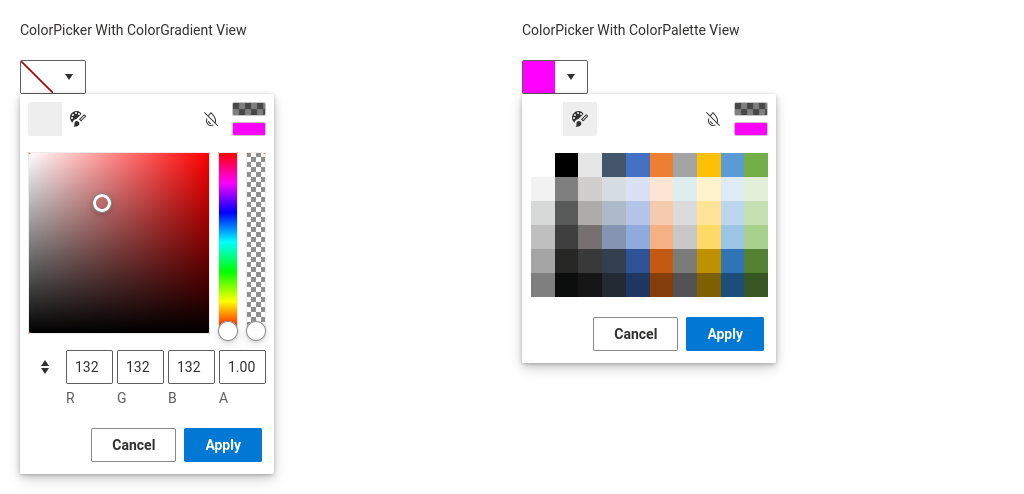 ColorPicker With ColorGradient View
ColorPicker With ColorPalette View
132 132 132 1.00
R G B A
Cancel Apply
Cancel Apply